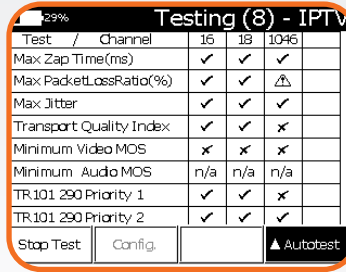 29% Testing (8) - IPTV
Test / Channel 16 18 1046
Max Zap Time(ms) ✓ ✓ ✓
Max PacketLossRatio(%) ✓ ✓ ⚠
Max Jitter ✓ ✓ ✓
Transport Quality Index ✓ ✓ ✗
Minimum Video MOS ✗ ✗ ✗
Minimum Audio MOS n/a n/a n/a
TR101 290 Priority 1 ✓ ✓ ✗
TR101 290 Priority 2 ✓ ✓ ✓
Stop Test Config. ▲ Autotest